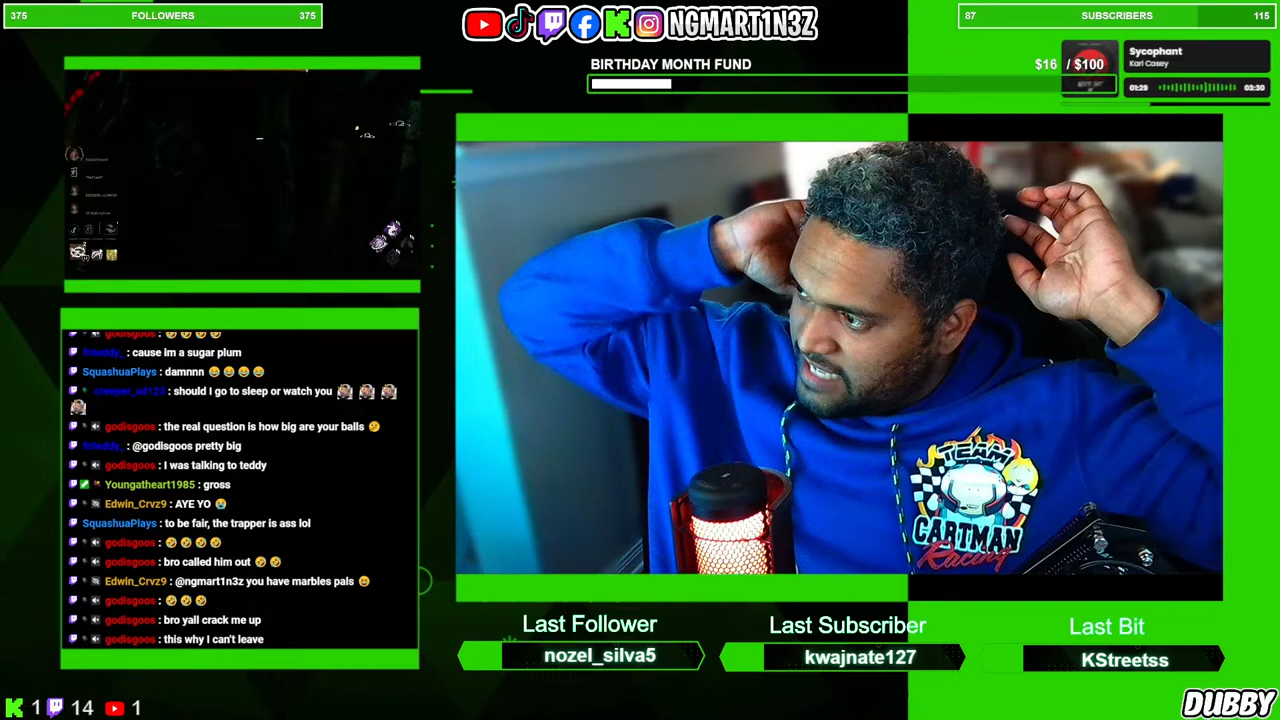 375 FOLLOWERS 375
NGMART1N3Z
87 SUBSCRIBERS 115
BIRTHDAY MONTH FUND $16 / $100
Sycophant
Karl Casey
01:29 03:30
godisgoos : 🤣 🤣 🤣 🤣
: cause im a sugar plum
SquashuaPlays : damnnn 😂 😂 😂 😂
: should I go to sleep or watch you
godisgoos : the real question is how big are your balls 🤔
: @godisgoos pretty big
godisgoos : I was talking to teddy
Youngatheart1985 : gross
Edwin_Crvz9 : AYE YO 😭
SquashuaPlays : to be fair, the trapper is ass lol
godisgoos : 🤣 🤣 🤣 🤣
godisgoos : bro called him out 🤣 🤣
Edwin_Crvz9 : @ngmart1n3z you have marbles pals 😄
godisgoos : 🤣 🤣 🤣
godisgoos : bro yall crack me up
godisgoos : this why I can't leave
TEAM
CARTMAN
Racing
Last Follower
nozel_silva5
Last Subscriber
kwajnate127
Last Bit
KStreetss
K 1 14 1
DUBBY